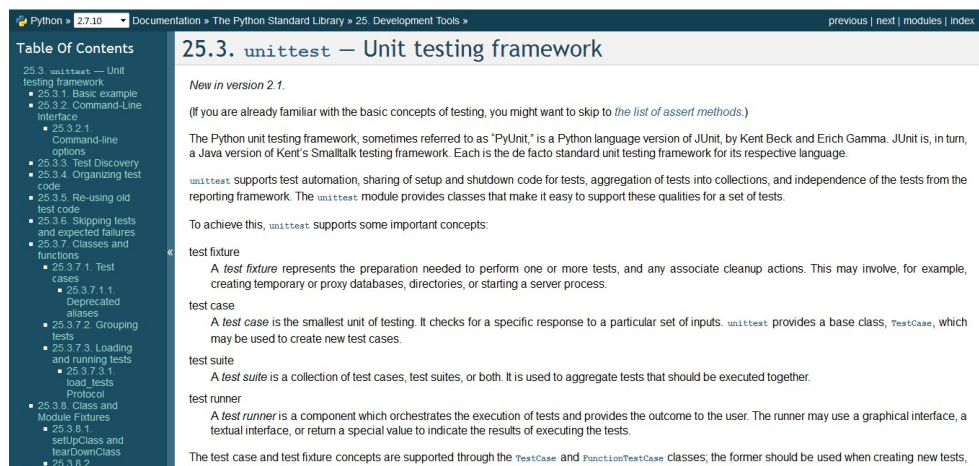 Python » 2.7.10 Documentation » The Python Standard Library » 25. Development Tools » previous | next | modules | index
Table Of Contents
25.3. unittest — Unit
testing framework
25.3.1. Basic example
25.3.2. Command-Line
Interface
25.3.2.1.
Command-line
options
25.3.3. Test Discovery
25.3.4. Organizing test
code
25.3.5. Re-using old
test code
25.3.6. Skipping tests
and expected failures
25.3.7. Classes and
functions
25.3.7.1. Test
cases
25.3.7.1.1.
Deprecated
aliases
25.3.7.2. Grouping
tests
25.3.7.3. Loading
and running tests
25.3.7.3.1.
load_tests
Protocol
25.3.8. Class and
Module Fixtures
25.3.8.1.
setUpClass and
tearDownClass
25.3.8.2.
«
25.3. unittest — Unit testing framework
New in version 2.1.
(If you are already familiar with the basic concepts of testing, you might want to skip to the list of assert methods.)
The Python unit testing framework, sometimes referred to as “PyUnit,” is a Python language version of JUnit, by Kent Beck and Erich Gamma. JUnit is, in turn,
a Java version of Kent’s Smalltalk testing framework. Each is the de facto standard unit testing framework for its respective language.
unittest supports test automation, sharing of setup and shutdown code for tests, aggregation of tests into collections, and independence of the tests from the
reporting framework. The unittest module provides classes that make it easy to support these qualities for a set of tests.
To achieve this, unittest supports some important concepts:
test fixture
A test fixture represents the preparation needed to perform one or more tests, and any associate cleanup actions. This may involve, for example,
creating temporary or proxy databases, directories, or starting a server process.
test case
A test case is the smallest unit of testing. It checks for a specific response to a particular set of inputs. unittest provides a base class, TestCase, which
may be used to create new test cases.
test suite
A test suite is a collection of test cases, test suites, or both. It is used to aggregate tests that should be executed together.
test runner
A test runner is a component which orchestrates the execution of tests and provides the outcome to the user. The runner may use a graphical interface, a
textual interface, or return a special value to indicate the results of executing the tests.
The test case and test fixture concepts are supported through the TestCase and FunctionTestCase classes; the former should be used when creating new tests,